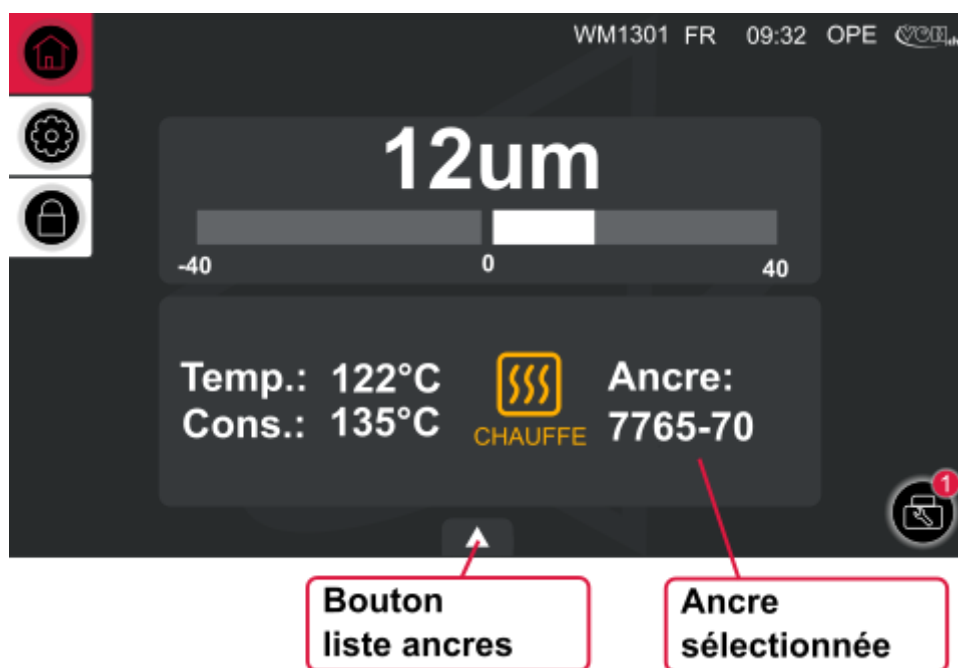 WM1301 FR 09:32 OPE
12um
-40 0 40
Temp.: 122°C
Cons.: 135°C
CHAUFFE
Ancre:
7765-70
1
Bouton
liste ancres
Ancre
sélectionnée